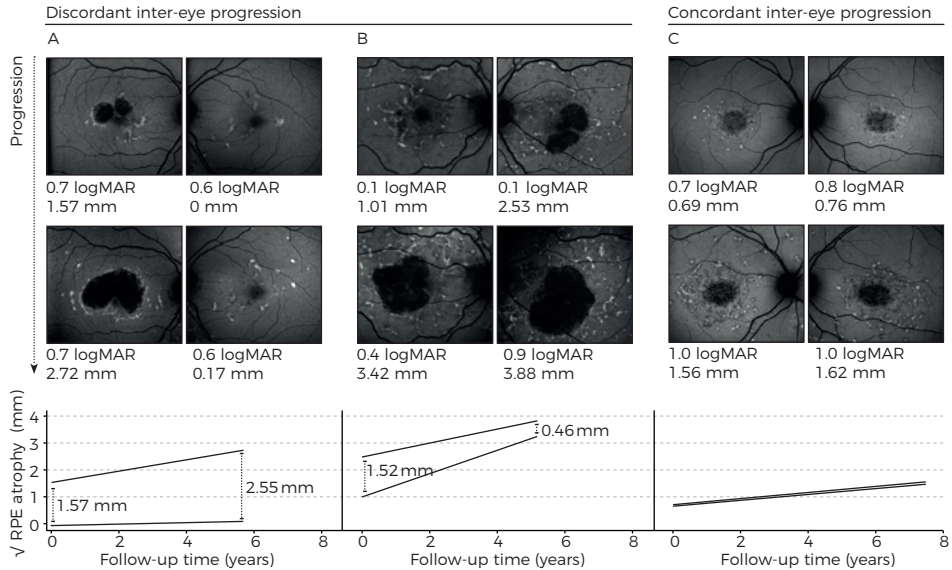 Discordant inter-eye progression
Concordant inter-eye progression
A
B
C
Progression
0.7 logMAR
1.57 mm
0.6 logMAR
0 mm
0.1 logMAR
1.01 mm
0.1 logMAR
2.53 mm
0.7 logMAR
0.69 mm
0.8 logMAR
0.76 mm
0.7 logMAR
2.72 mm
0.6 logMAR
0.17 mm
0.4 logMAR
3.42 mm
0.9 logMAR
3.88 mm
1.0 logMAR
1.56 mm
1.0 logMAR
1.62 mm
√ RPE atrophy (mm)
4
3
2
1
0
1.57 mm
2.55 mm
1.52 mm
0.46 mm
0 2 4 6 8
0 2 4 6 8
0 2 4 6 8
Follow-up time (years)
Follow-up time (years)
Follow-up time (years)